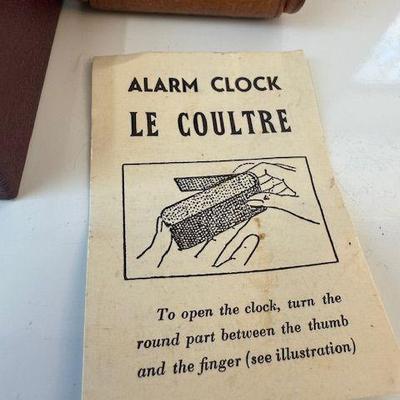 ALARM CLOCK
LE COULTRE
To open the clock, turn the
round part between the thumb
and the finger (see illustration)